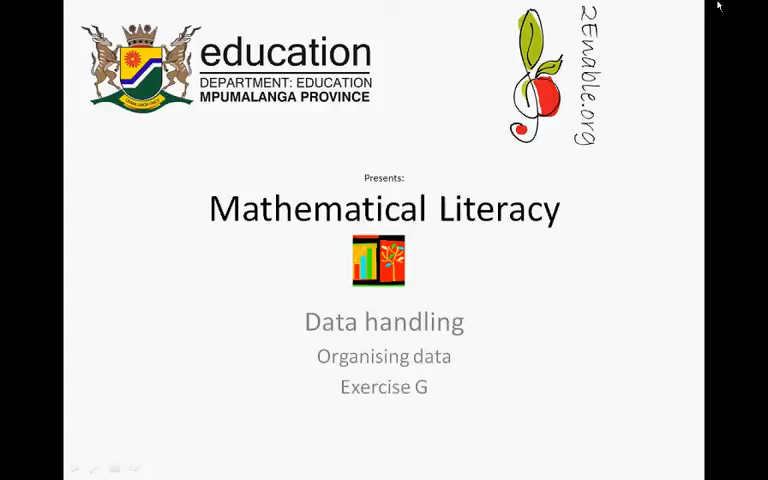 education
DEPARTMENT: EDUCATION
MPUMALANGA PROVINCE
2Enable.org
Presents:
Mathematical Literacy
Data handling
Organising data
Exercise G